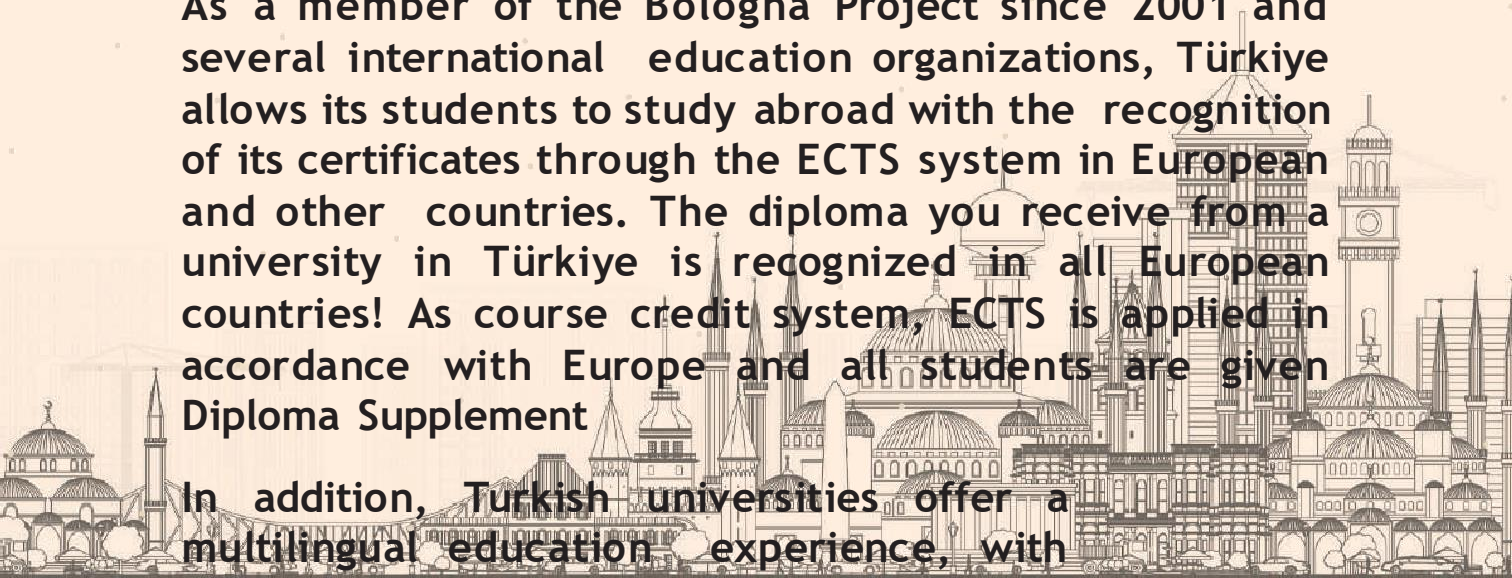 As a member of the Bologna Project since 2001 and
several international education organizations, Türkiye
allows its students to study abroad with the recognition
of its certificates through the ECTS system in European
and other countries. The diploma you receive from a
university in Türkiye is recognized in all European
countries! As course credit system, ECTS is applied in
accordance with Europe and all students are given
Diploma Supplement
In addition, Turkish universities offer a
multilingual education experience, with